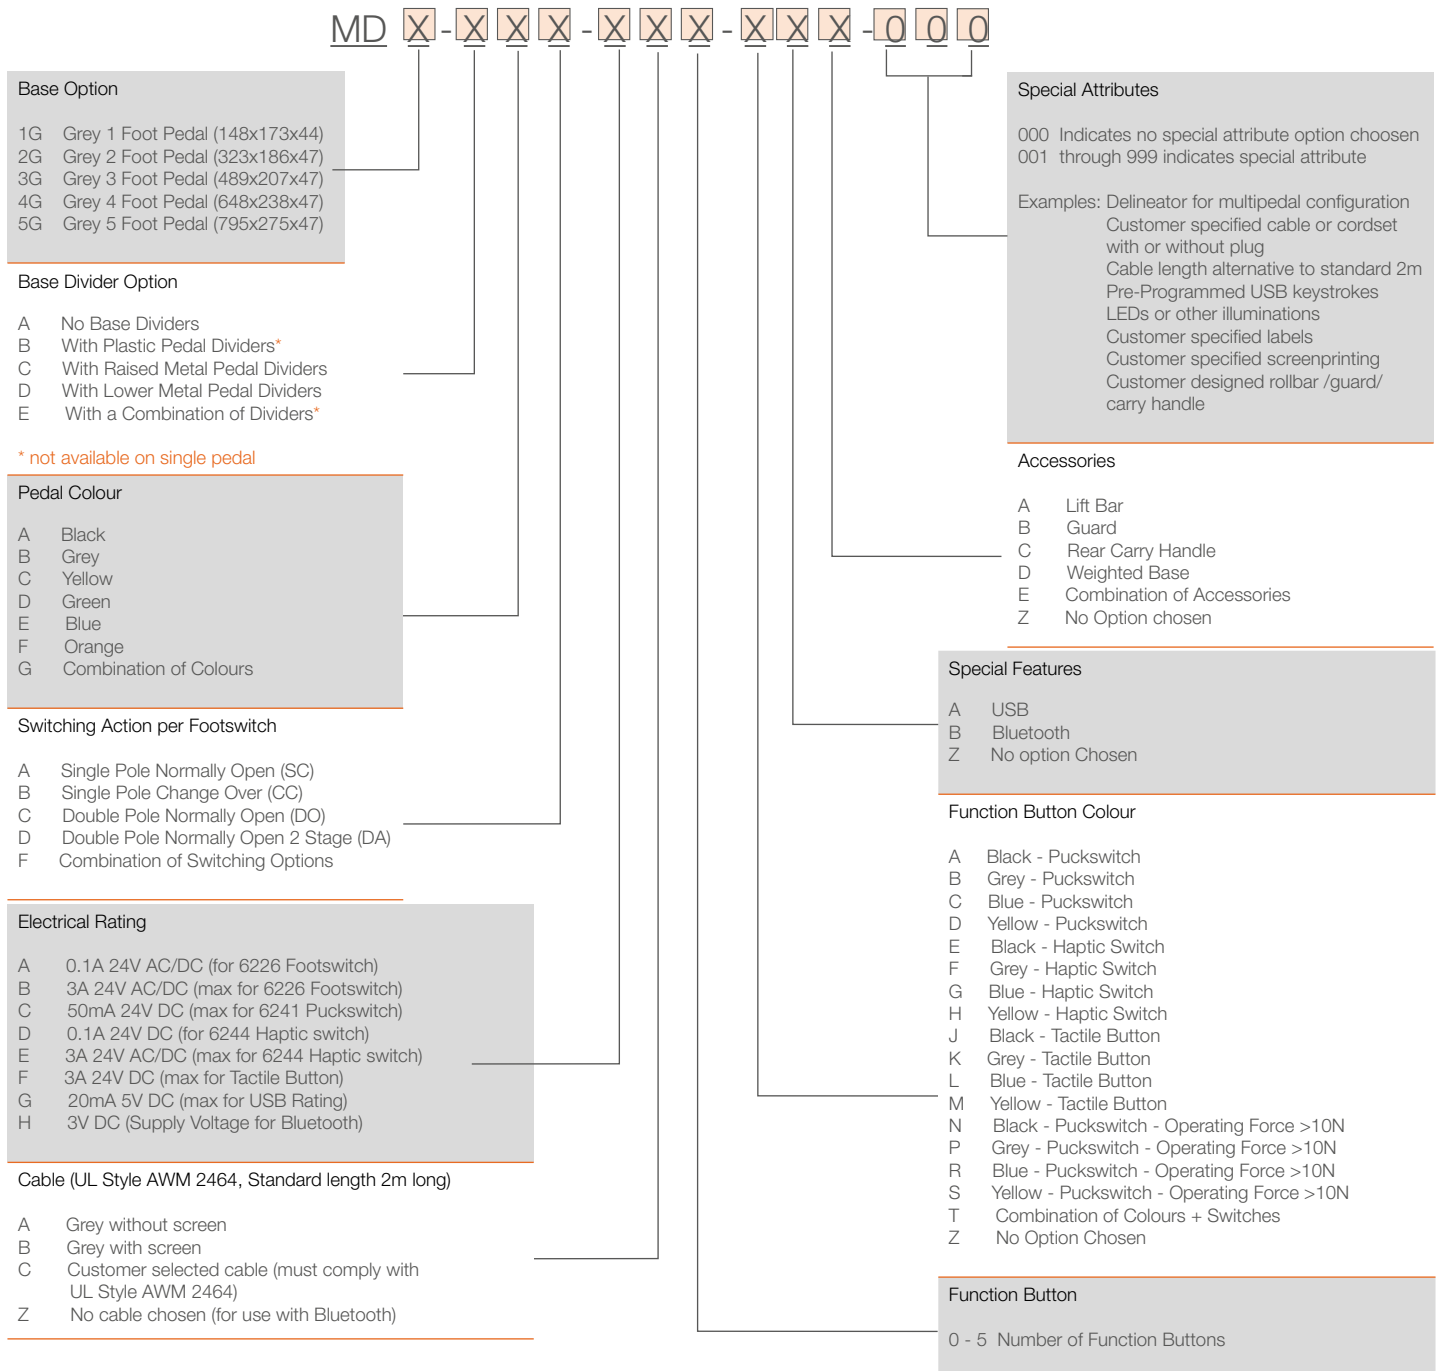 MD X - X X X - X X X - X X X - 0 0 0
Base Option
1G Grey 1 Foot Pedal (148x173x44)
2G Grey 2 Foot Pedal (323x186x47)
3G Grey 3 Foot Pedal (489x207x47)
4G Grey 4 Foot Pedal (648x238x47)
5G Grey 5 Foot Pedal (795x275x47)
Base Divider Option
A No Base Dividers
B With Plastic Pedal Dividers*
C With Raised Metal Pedal Dividers
D With Lower Metal Pedal Dividers
E With a Combination of Dividers*
* not available on single pedal
Pedal Colour
A Black
B Grey
C Yellow
D Green
E Blue
F Orange
G Combination of Colours
Switching Action per Footswitch
A Single Pole Normally Open (SC)
B Single Pole Change Over (CC)
C Double Pole Normally Open (DO)
D Double Pole Normally Open 2 Stage (DA)
F Combination of Switching Options
Electrical Rating
A 0.1A 24V AC/DC (for 6226 Footswitch)
B 3A 24V AC/DC (max for 6226 Footswitch)
C 50mA 24V DC (max for 6241 Puckswitch)
D 0.1A 24V DC (for 6244 Haptic switch)
E 3A 24V AC/DC (max for 6244 Haptic switch)
F 3A 24V DC (max for Tactile Button)
G 20mA 5V DC (max for USB Rating)
H 3V DC (Supply Voltage for Bluetooth)
Cable (UL Style AWM 2464, Standard length 2m long)
A Grey without screen
B Grey with screen
C Customer selected cable (must comply with
UL Style AWM 2464)
Z No cable chosen (for use with Bluetooth)
Special Attributes
000 Indicates no special attribute option choosen
001 through 999 indicates special attribute
Examples: Delineator for multipedal configuration
Customer specified cable or cordset
with or without plug
Cable length alternative to standard 2m
Pre-Programmed USB keystrokes
LEDs or other illuminations
Customer specified labels
Customer specified screenprinting
Customer designed rollbar /guard/
carry handle
Accessories
A Lift Bar
B Guard
C Rear Carry Handle
D Weighted Base
E Combination of Accessories
Z No Option chosen
Special Features
A USB
B Bluetooth
Z No option Chosen
Function Button Colour
A Black - Puckswitch
B Grey - Puckswitch
C Blue - Puckswitch
D Yellow - Puckswitch
E Black - Haptic Switch
F Grey - Haptic Switch
G Blue - Haptic Switch
H Yellow - Haptic Switch
J Black - Tactile Button
K Grey - Tactile Button
L Blue - Tactile Button
M Yellow - Tactile Button
N Black - Puckswitch - Operating Force >10N
P Grey - Puckswitch - Operating Force >10N
R Blue - Puckswitch - Operating Force >10N
S Yellow - Puckswitch - Operating Force >10N
T Combination of Colours + Switches
Z No Option Chosen
Function Button
0 - 5 Number of Function Buttons